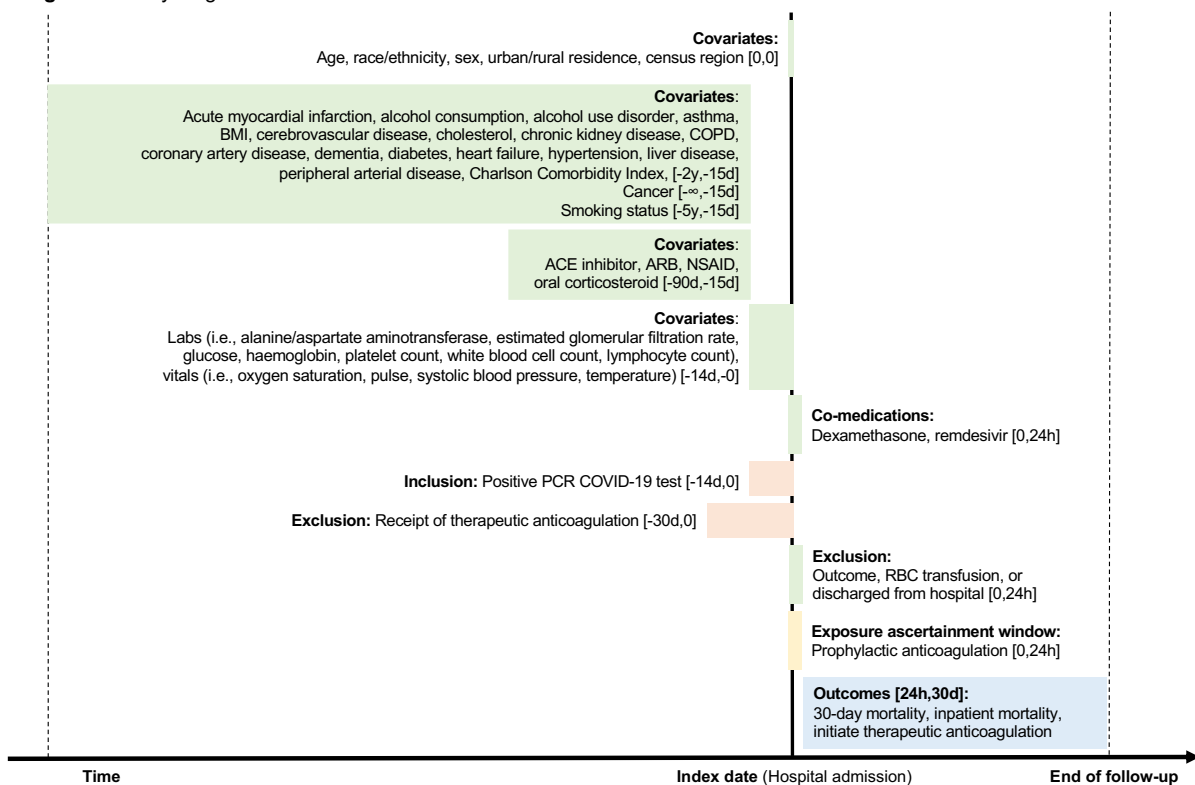 Covariates:
Age, race/ethnicity, sex, urban/rural residence, census region [0,0]
Covariates:
Acute myocardial infarction, alcohol consumption, alcohol use disorder, asthma,
BMI, cerebrovascular disease, cholesterol, chronic kidney disease, COPD,
coronary artery disease, dementia, diabetes, heart failure, hypertension, liver disease,
peripheral arterial disease, Charlson Comorbidity Index, [-2y,-15d]
Cancer [-∞,-15d]
Smoking status [-5y,-15d]
Covariates:
ACE inhibitor, ARB, NSAID,
oral corticosteroid [-90d,-15d]
Covariates:
Labs (i.e., alanine/aspartate aminotransferase, estimated glomerular filtration rate,
glucose, haemoglobin, platelet count, white blood cell count, lymphocyte count),
vitals (i.e., oxygen saturation, pulse, systolic blood pressure, temperature) [-14d,-0]
Co-medications:
Dexamethasone, remdesivir [0,24h]
Inclusion: Positive PCR COVID-19 test [-14d,0]
Exclusion: Receipt of therapeutic anticoagulation [-30d,0]
Exclusion:
Outcome, RBC transfusion, or
discharged from hospital [0,24h]
Exposure ascertainment window:
Prophylactic anticoagulation [0,24h]
Outcomes [24h,30d]:
30-day mortality, inpatient mortality,
initiate therapeutic anticoagulation
Time
Index date (Hospital admission)
End of follow-up